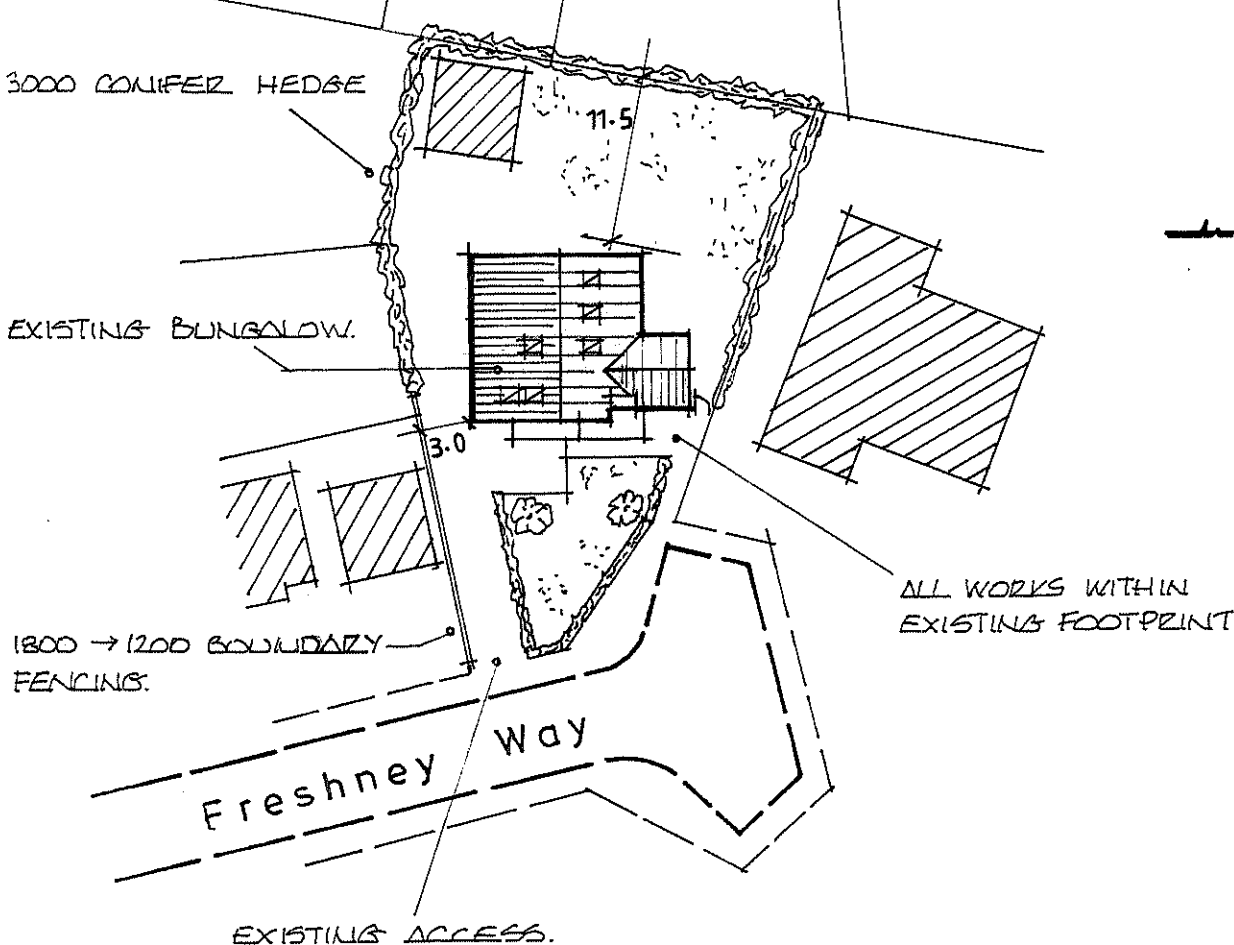 3000 CONIFER HEDGE
11.5
EXISTING BUNGALOW.
3.0
ALL WORKS WITHIN
EXISTING FOOTPRINT
1800 → 1200 BOUNDARY
FENCING.
Freshney Way
EXISTING ACCESS.